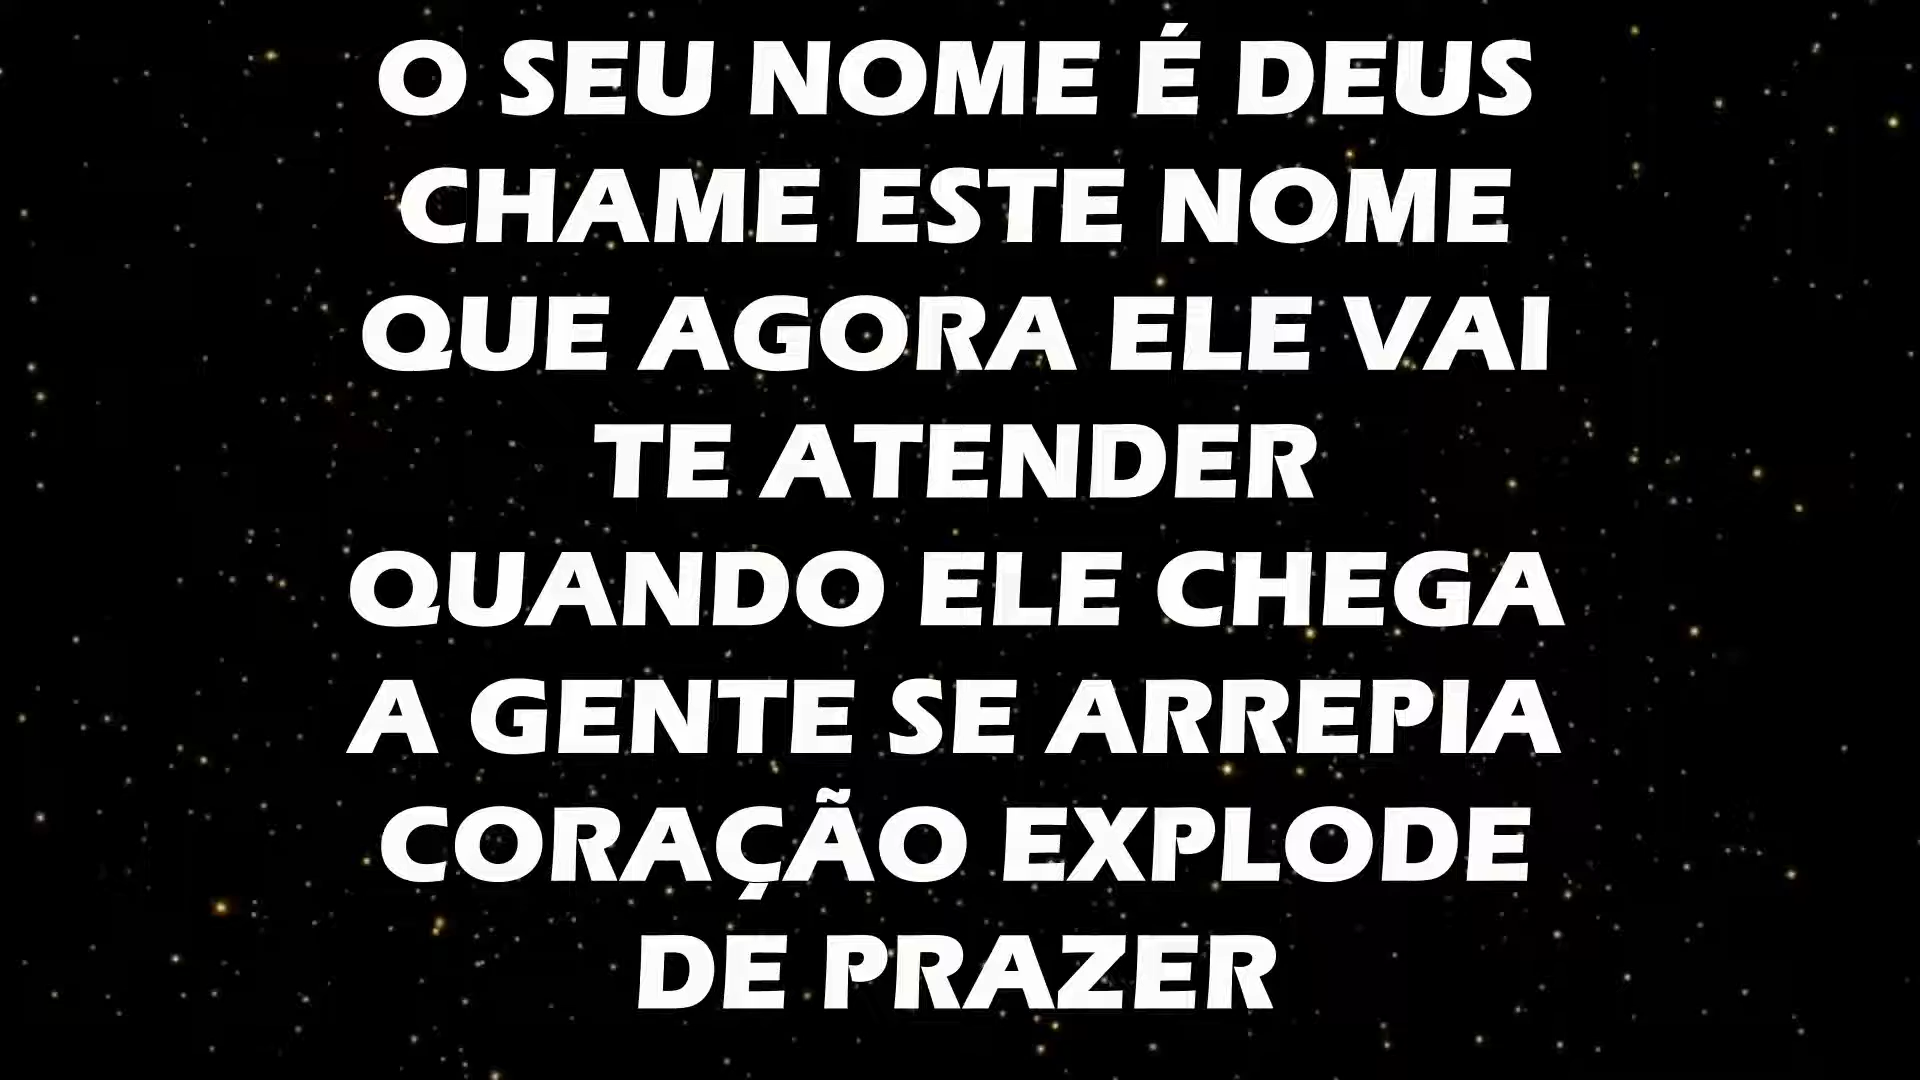 O SEU NOME É DEUS
CHAME ESTE NOME
QUE AGORA ELE VAI
TE ATENDER
QUANDO ELE CHEGA
A GENTE SE ARREPIA
CORAÇÃO EXPLODE
DE PRAZER